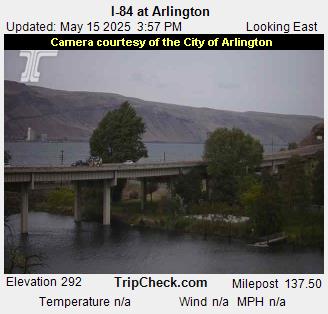 I-84 at Arlington
Updated: May 15 2025 3:57 PM Looking East
Camera courtesy of the City of Arlington
Elevation 292 TripCheck.com Milepost 137.50
Temperature n/a Wind n/a MPH n/a